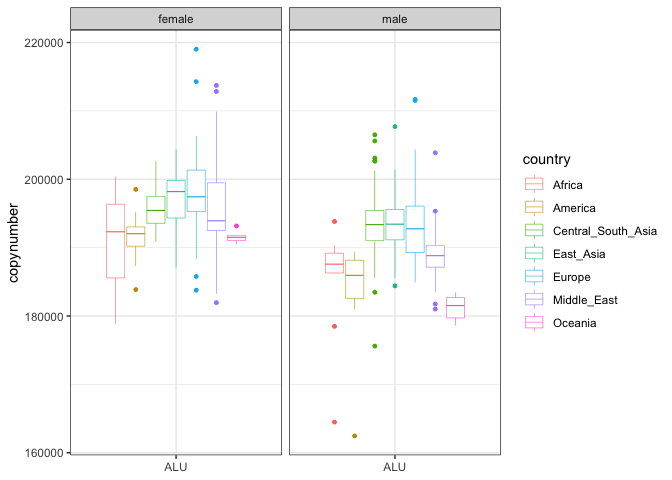 female
male
220000
200000
180000
160000
copynumber
ALU
ALU
country
Africa
America
Central_South_Asia
East_Asia
Europe
Middle_East
Oceania